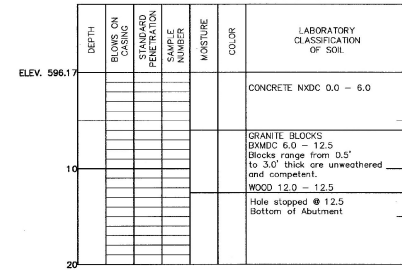 DEPTH
BLOWS ON
CASING
STANDARD
PENETRATION
SAMPLE
NUMBER
MOISTURE
COLOR
LABORATORY
CLASSIFICATION
OF SOIL
ELEV. 596.17
CONCRETE NXDC 0.0 – 6.0
GRANITE BLOCKS
BXMDC 6.0 – 12.5
Blocks range from 0.5'
to 3.0' thick are unweathered
and competent.
10
WOOD 12.0 – 12.5
Hole stopped @ 12.5
Bottom of Abutment
20